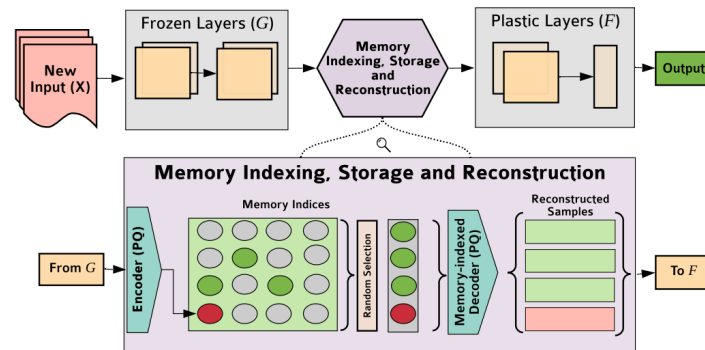 Frozen Layers (G)
Plastic Layers (F)
New
Input (X)
Memory
Indexing, Storage
and
Reconstruction
Output
Memory Indexing, Storage and Reconstruction
Memory Indices
Reconstructed
Samples
From G
Encoder (PQ)
Random Selection
Memory-indexed
Decoder (PQ)
To F